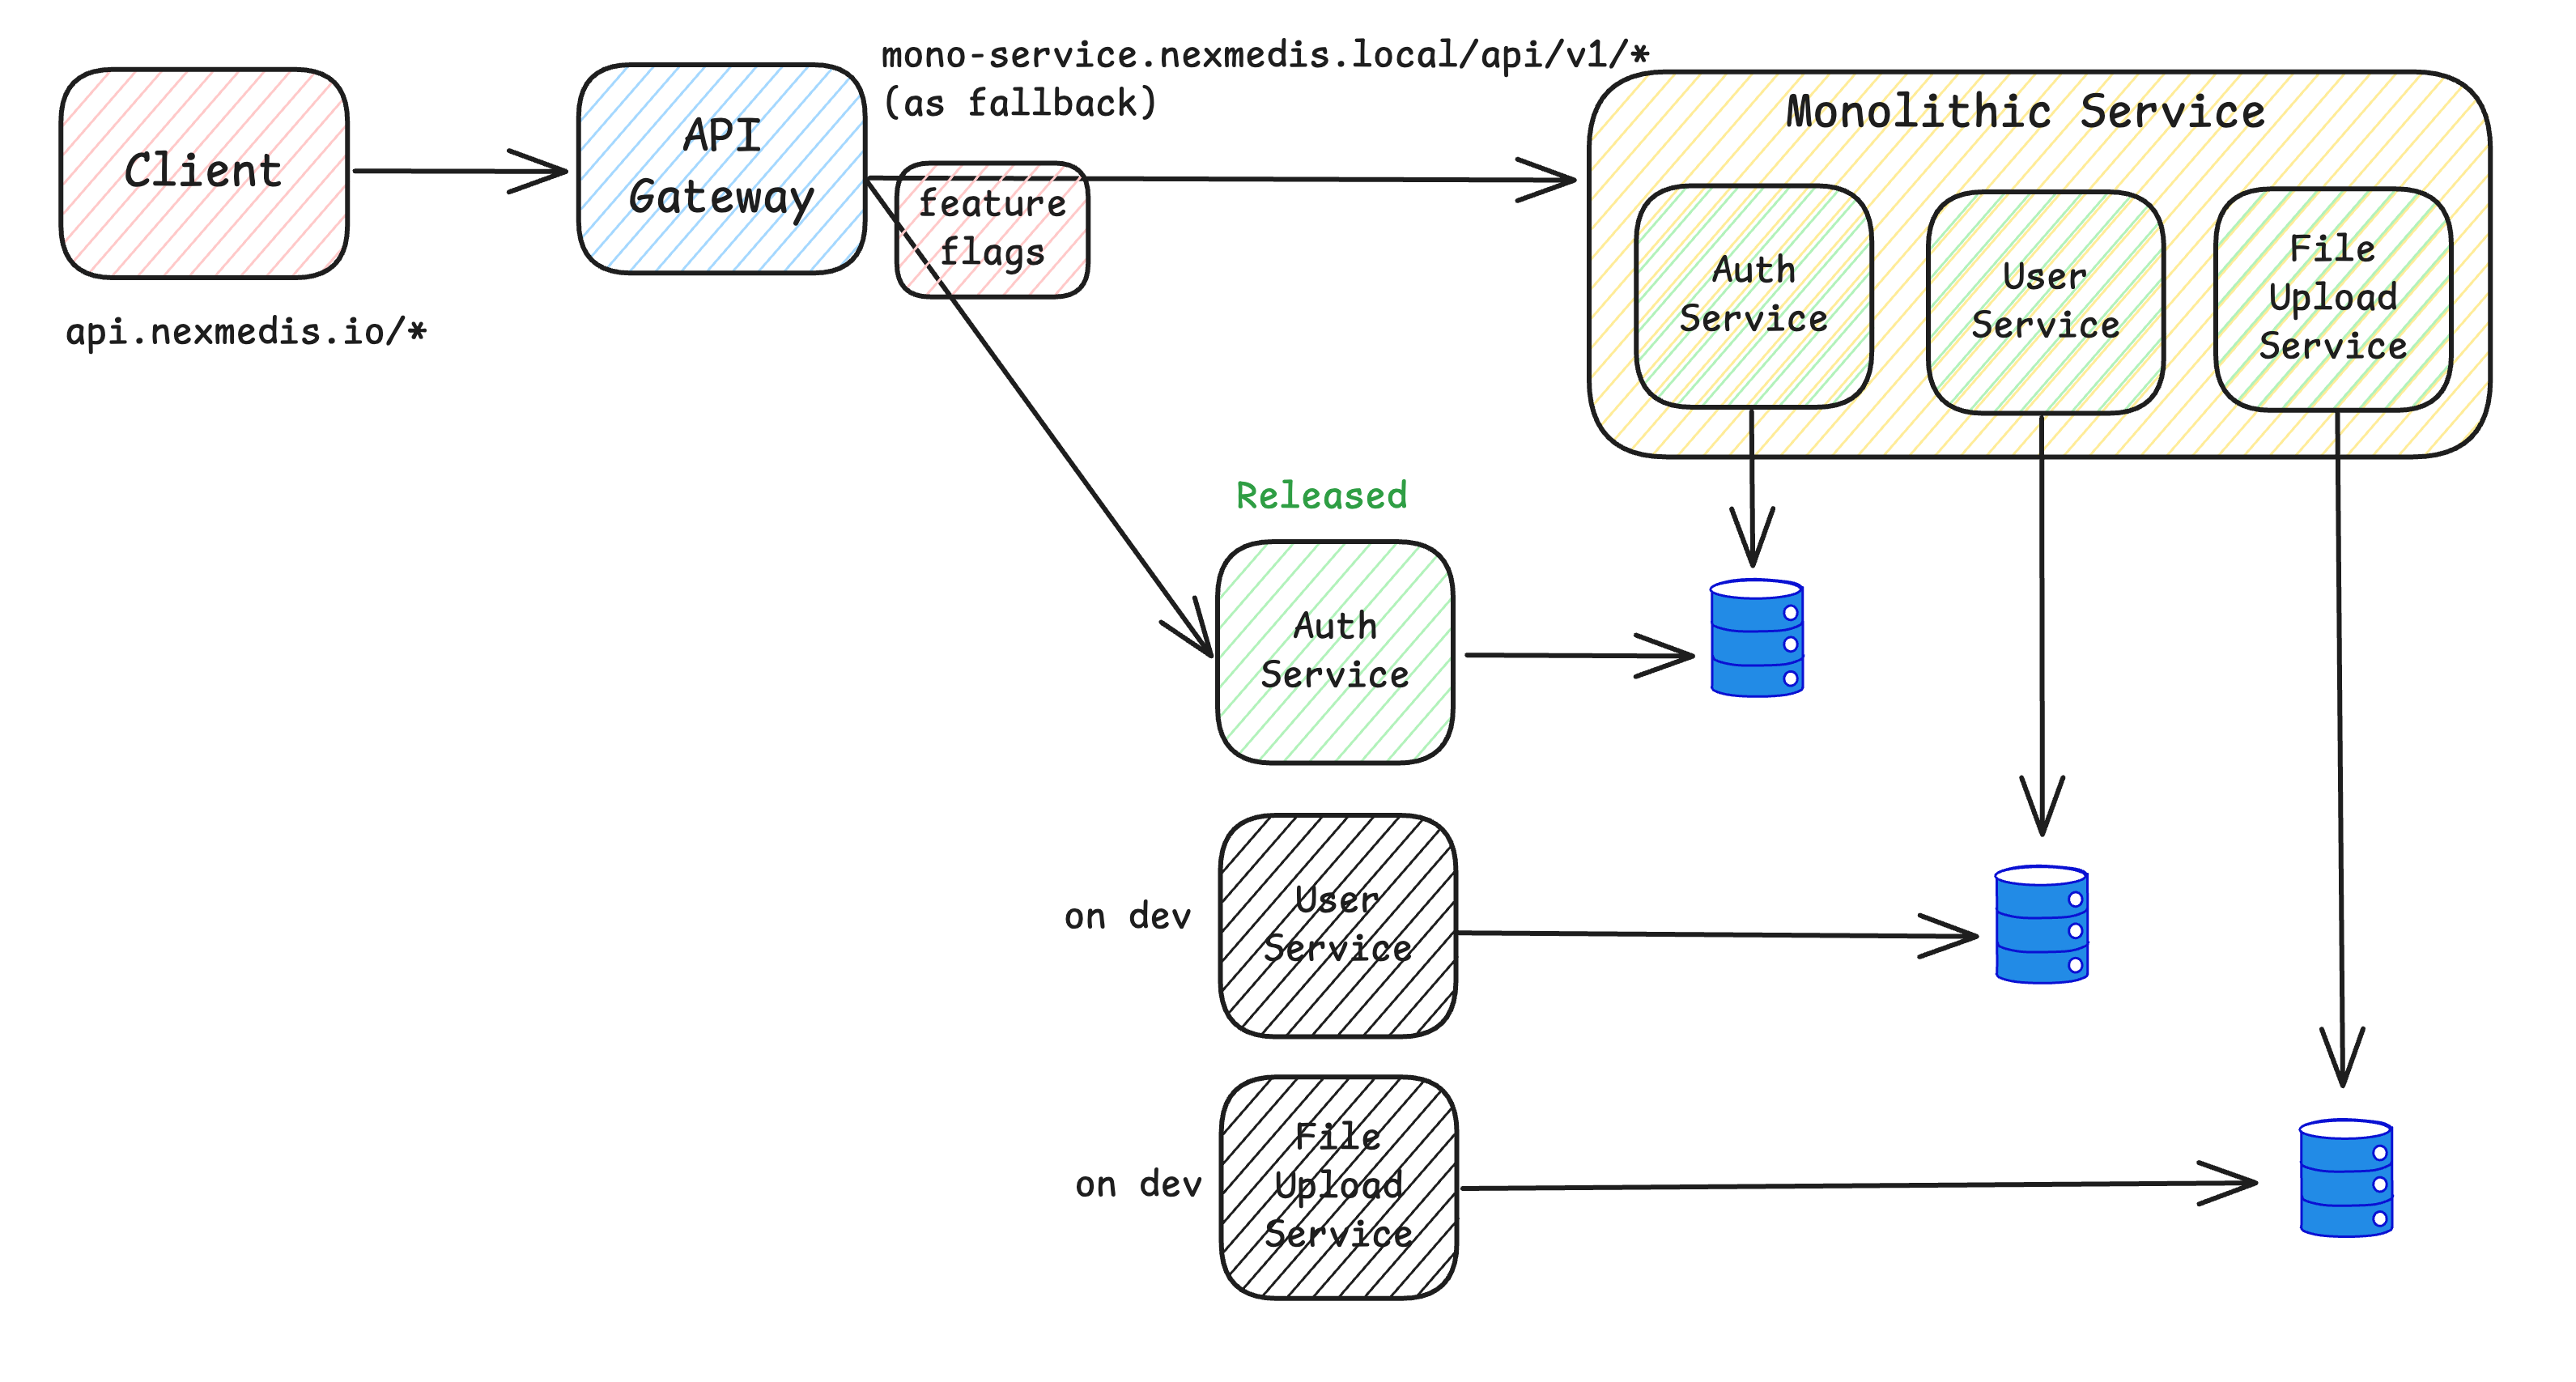 mono-service.nexmedis.local/api/v1/*
(as fallback)
Client
api.nexmedis.io/*
API
Gateway
feature
flags
Monolithic Service
Auth
Service
User
Service
File
Upload
Service
Released
Auth
Service
on dev
User
Service
on dev
File
Upload
Service